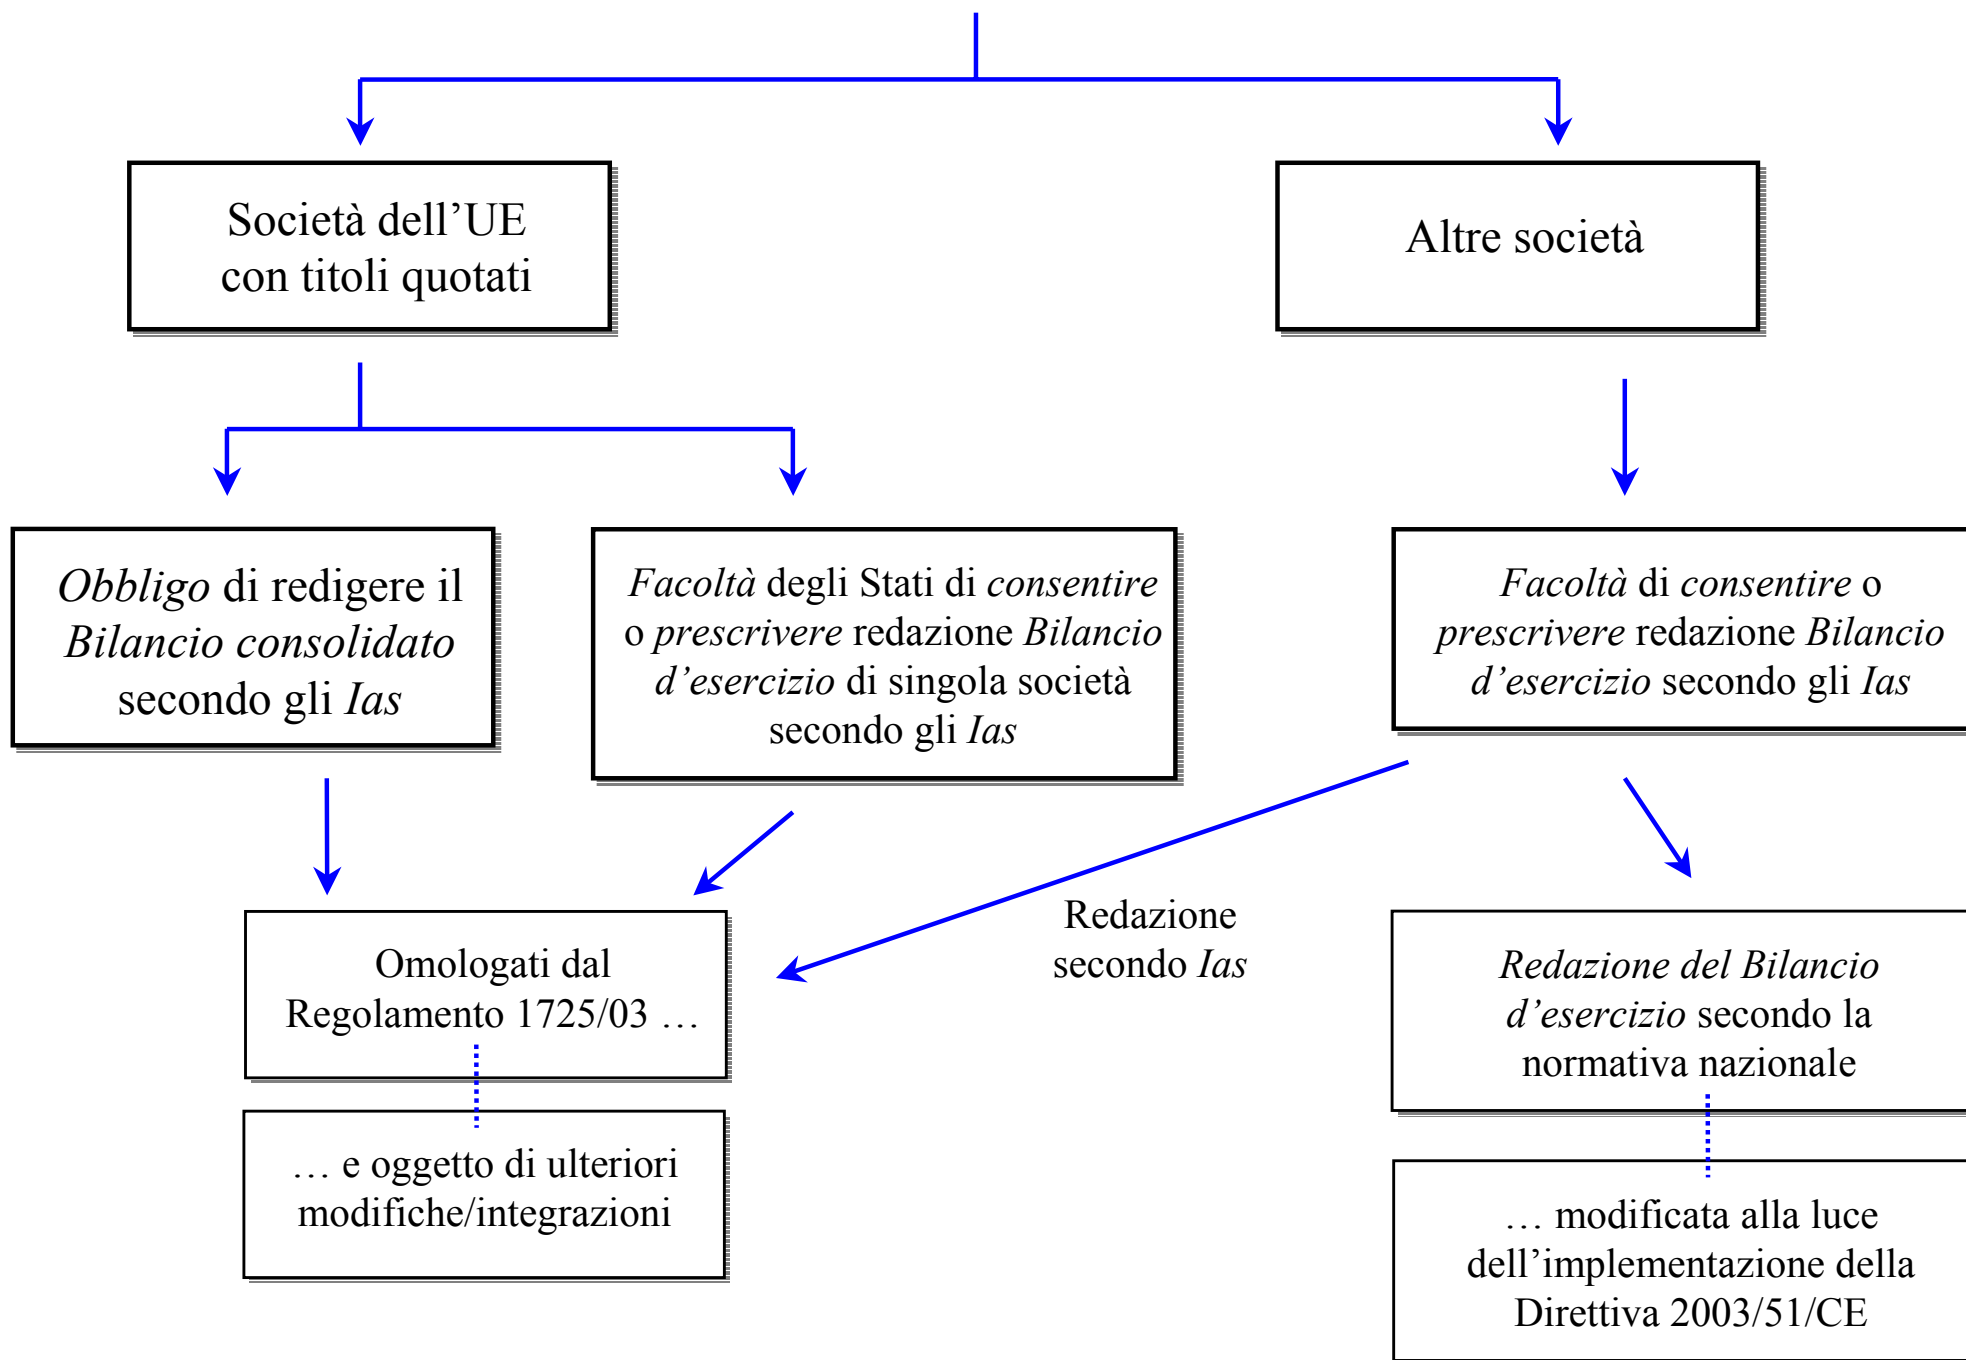 Società dell’UE
con titoli quotati
Altre società
Obbligo di redigere il
Bilancio consolidato
secondo gli Ias
Facoltà degli Stati di consentire
o prescrivere redazione Bilancio
d’esercizio di singola società
secondo gli Ias
Facoltà di consentire o
prescrivere redazione Bilancio
d’esercizio secondo gli Ias
Omologati dal
Regolamento 1725/03 …
Redazione
secondo Ias
Redazione del Bilancio
d’esercizio secondo la
normativa nazionale
… e oggetto di ulteriori
modifiche/integrazioni
… modificata alla luce
dell’implementazione della
Direttiva 2003/51/CE